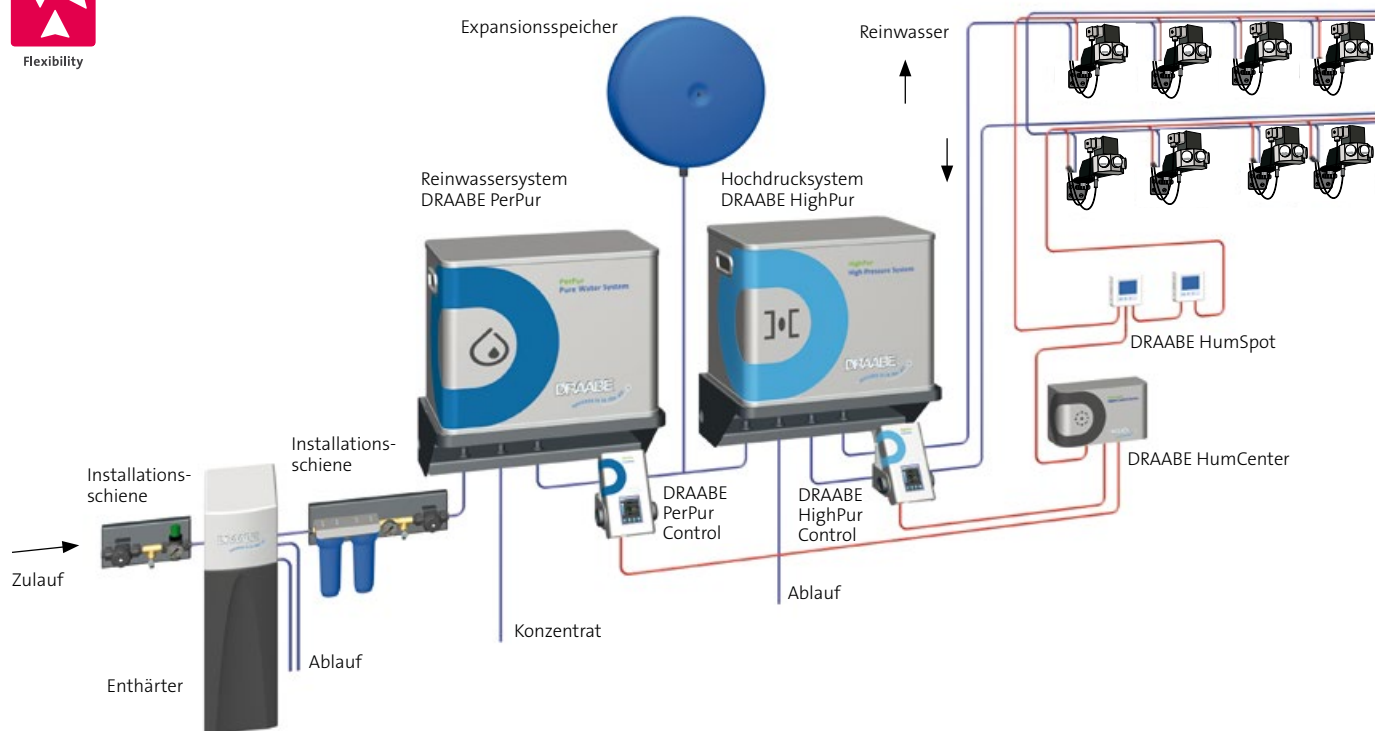 Flexibility
Expansionsspeicher
Reinwasser
Reinwassersystem
DRAABE PerPur
Hochdrucksystem
DRAABE HighPur
PerPur
Pure Water System
HighPur
High Pressure System
DRAABE
DRAABE
DRAABE HumSpot
DRAABE HumCenter
Installations-
schiene
Installations-
schiene
DRAABE
PerPur
Control
DRAABE
HighPur
Control
Zulauf
Ablauf
Konzentrat
Ablauf
Enthärter